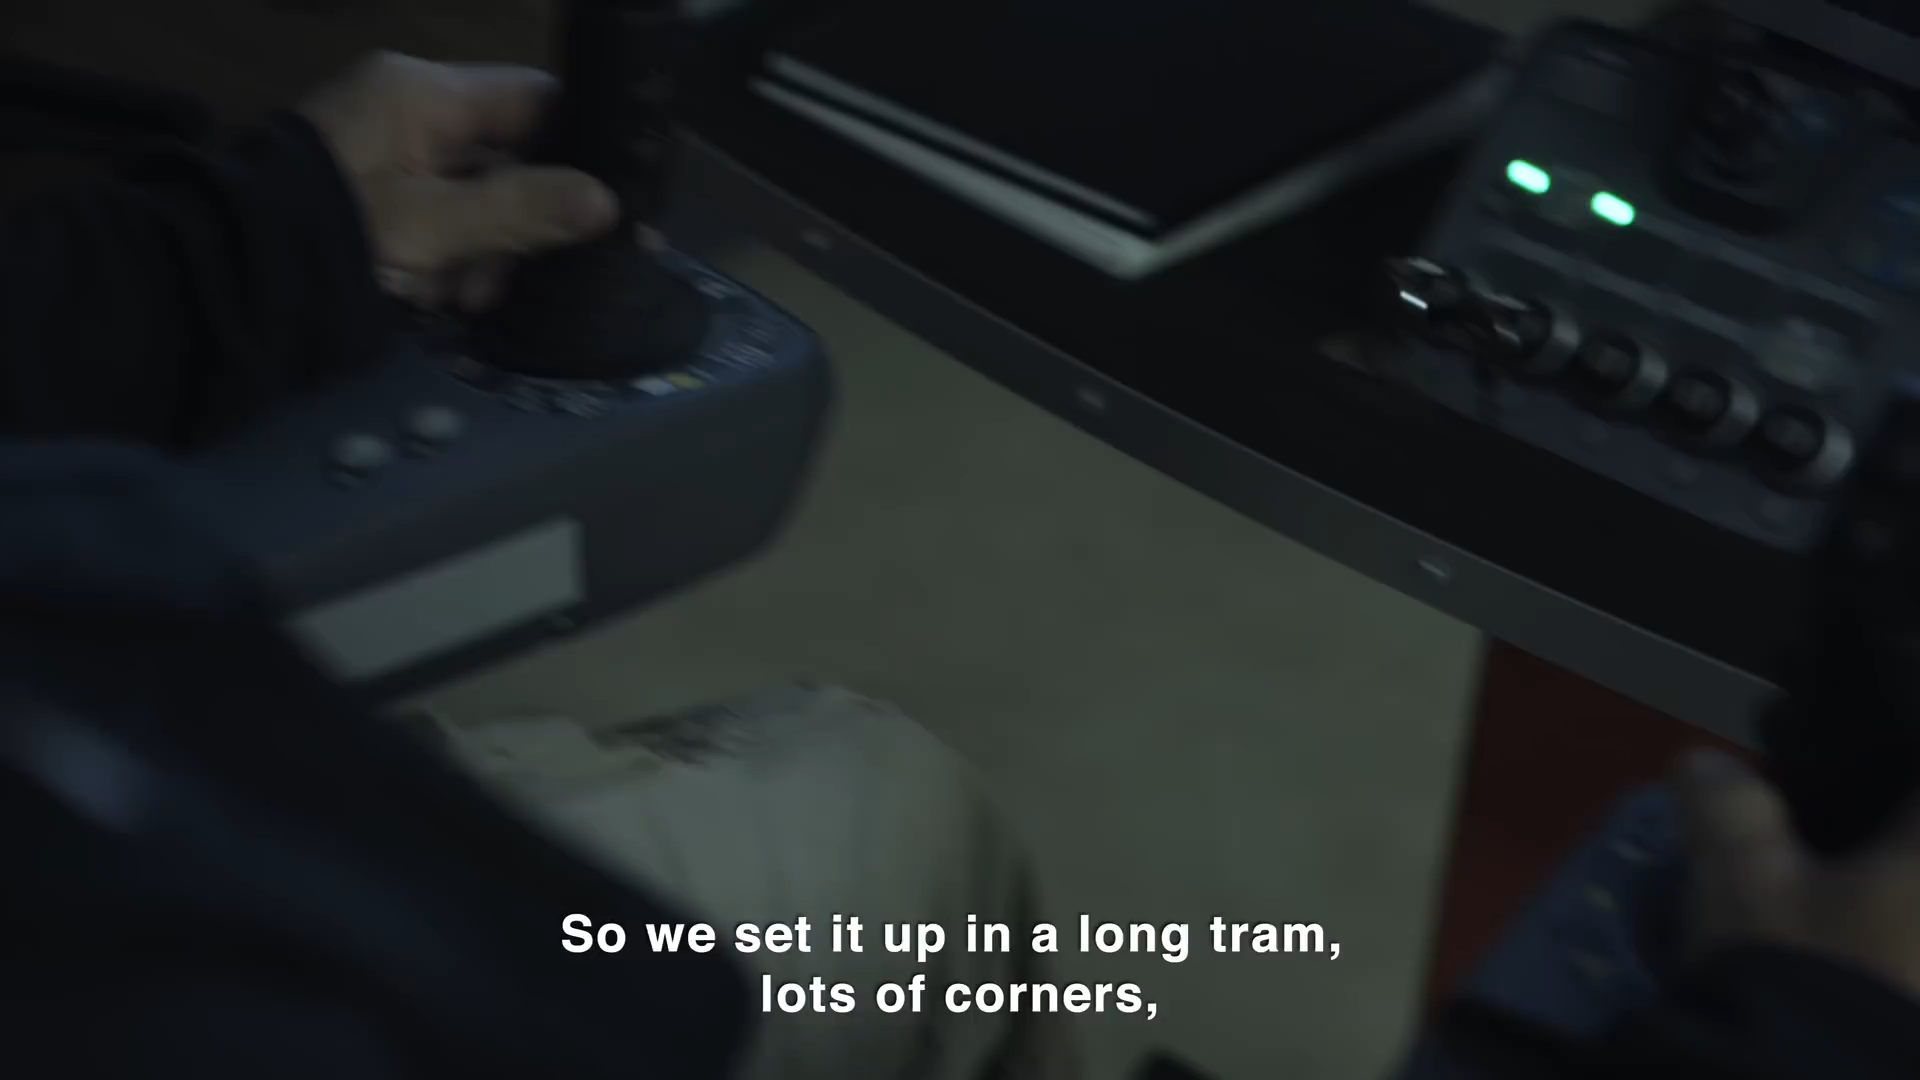 So we set it up in a long tram,
lots of corners,